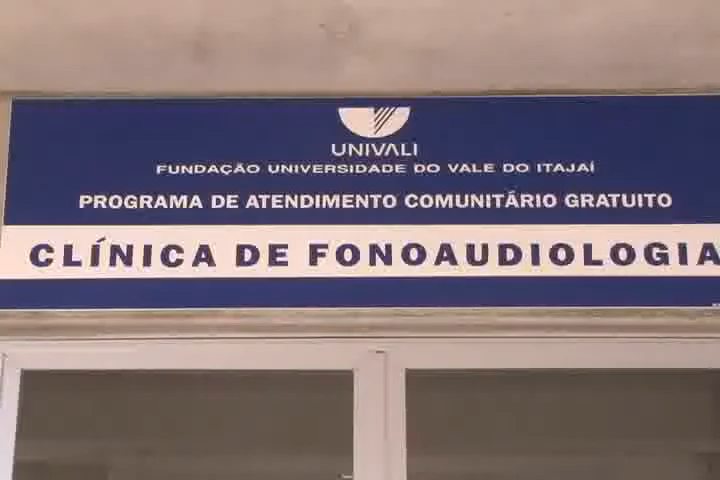 UNIVALI
FUNDAÇÃO UNIVERSIDADE DO VALE DO ITAJAÍ
PROGRAMA DE ATENDIMENTO COMUNITÁRIO GRATUITO
CLÍNICA DE FONOAUDIOLOGIA